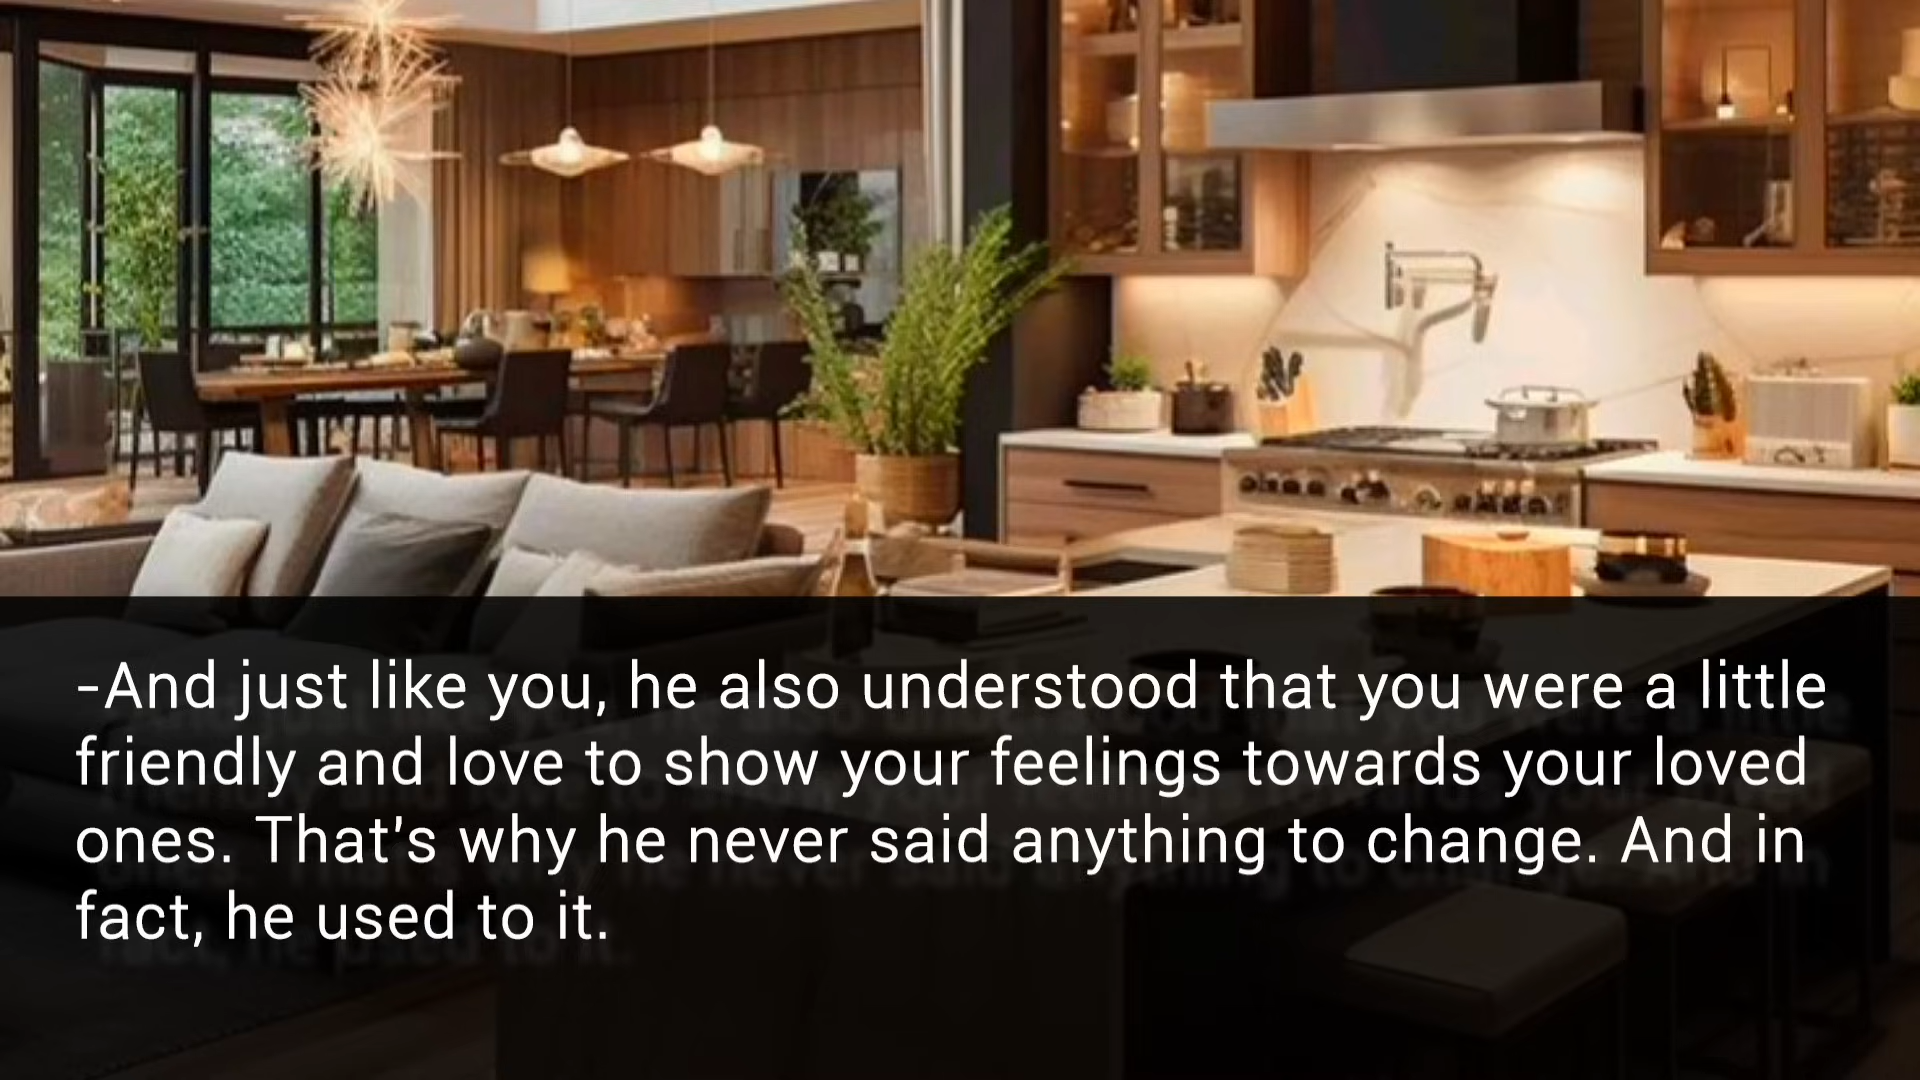 -And just like you, he also understood that you were a little
friendly and love to show your feelings towards your loved
ones. That's why he never said anything to change. And in
fact, he used to it.